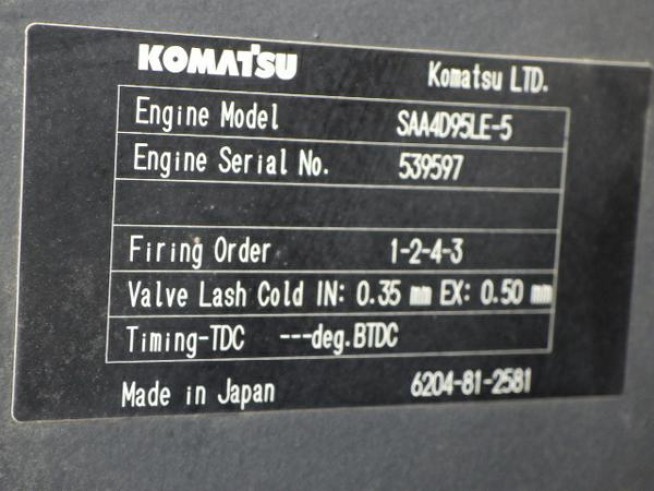 KOMATSU Komatsu LTD.
Engine Model SAA4D95LE-5
Engine Serial No. 539597
Firing Order 1-2-4-3
Valve Lash Cold IN: 0.35 mm EX: 0.50 mm
Timing-TDC ---deg.BTDC
Made in Japan 6204-81-2581